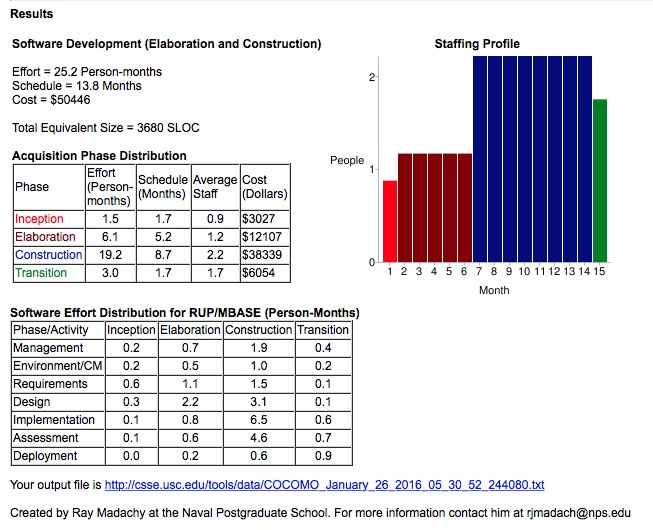 Results
Software Development (Elaboration and Construction)
Effort = 25.2 Person-months
Schedule = 13.8 Months
Cost = $50446
Total Equivalent Size = 3680 SLOC
Acquisition Phase Distribution
Phase Effort (Person-months) Schedule (Months) Average Staff Cost (Dollars)
Inception 1.5 1.7 0.9 $3027
Elaboration 6.1 5.2 1.2 $12107
Construction 19.2 8.7 2.2 $38339
Transition 3.0 1.7 1.7 $6054
Staffing Profile
People
2
1
0
1 2 3 4 5 6 7 8 9 10 11 12 13 14 15
Month
Software Effort Distribution for RUP/MBASE (Person-Months)
Phase/Activity Inception Elaboration Construction Transition
Management 0.2 0.7 1.9 0.4
Environment/CM 0.2 0.5 1.0 0.2
Requirements 0.6 1.1 1.5 0.1
Design 0.3 2.2 3.1 0.1
Implementation 0.1 0.8 6.5 0.6
Assessment 0.1 0.6 4.6 0.7
Deployment 0.0 0.2 0.6 0.9
Your output file is http://csse.usc.edu/tools/data/COCOMO_January_26_2016_05_30_52_244080.txt
Created by Ray Madachy at the Naval Postgraduate School. For more information contact him at rjmadach@nps.edu